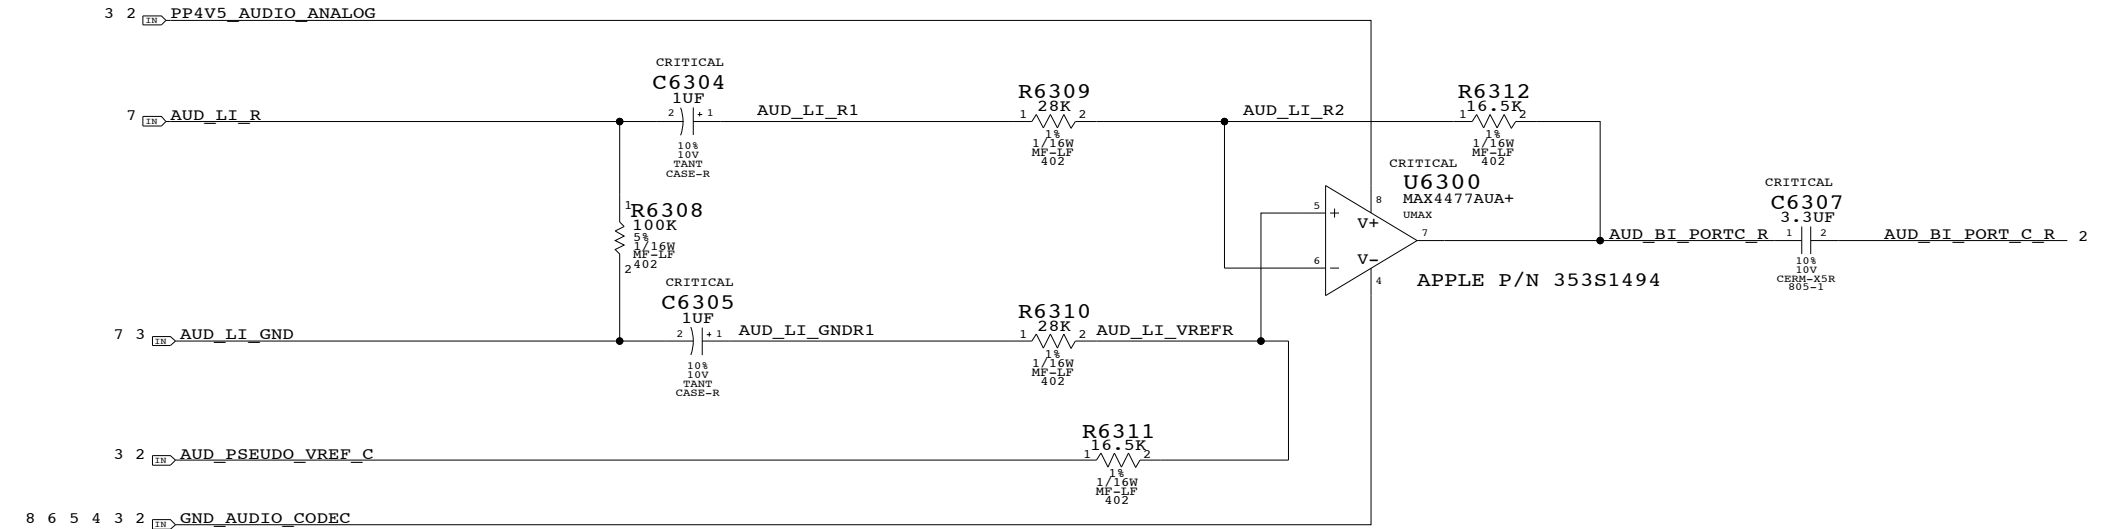 3 2 IN PP4V5_AUDIO_ANALOG
CRITICAL
C6304
1UF
2 + 1
10%
10V
TANT
CASE-R
7 IN AUD_LI_R
AUD_LI_R1
R6309
28K
1 2
1%
1/16W
MF-LF
402
AUD_LI_R2
R6312
16.5K
1 2
1%
1/16W
MF-LF
402
CRITICAL
U6300
MAX4477AUA+
UMAX
8
5 +
V+
7
6 -
V-
4
APPLE P/N 353S1494
CRITICAL
C6307
3.3UF
1 2
10%
10V
CERM-X5R
805-1
AUD_BI_PORTC_R
AUD_BI_PORT_C_R 2
1
R6308
100K
5%
1/16W
MF-LF
402
2
CRITICAL
C6305
1UF
2 + 1
10%
10V
TANT
CASE-R
7 3 IN AUD_LI_GND
AUD_LI_GNDR1
R6310
28K
1 2
1%
1/16W
MF-LF
402
AUD_LI_VREFR
3 2 IN AUD_PSEUDO_VREF_C
R6311
16.5K
1 2
1%
1/16W
MF-LF
402
8 6 5 4 3 2 IN GND_AUDIO_CODEC